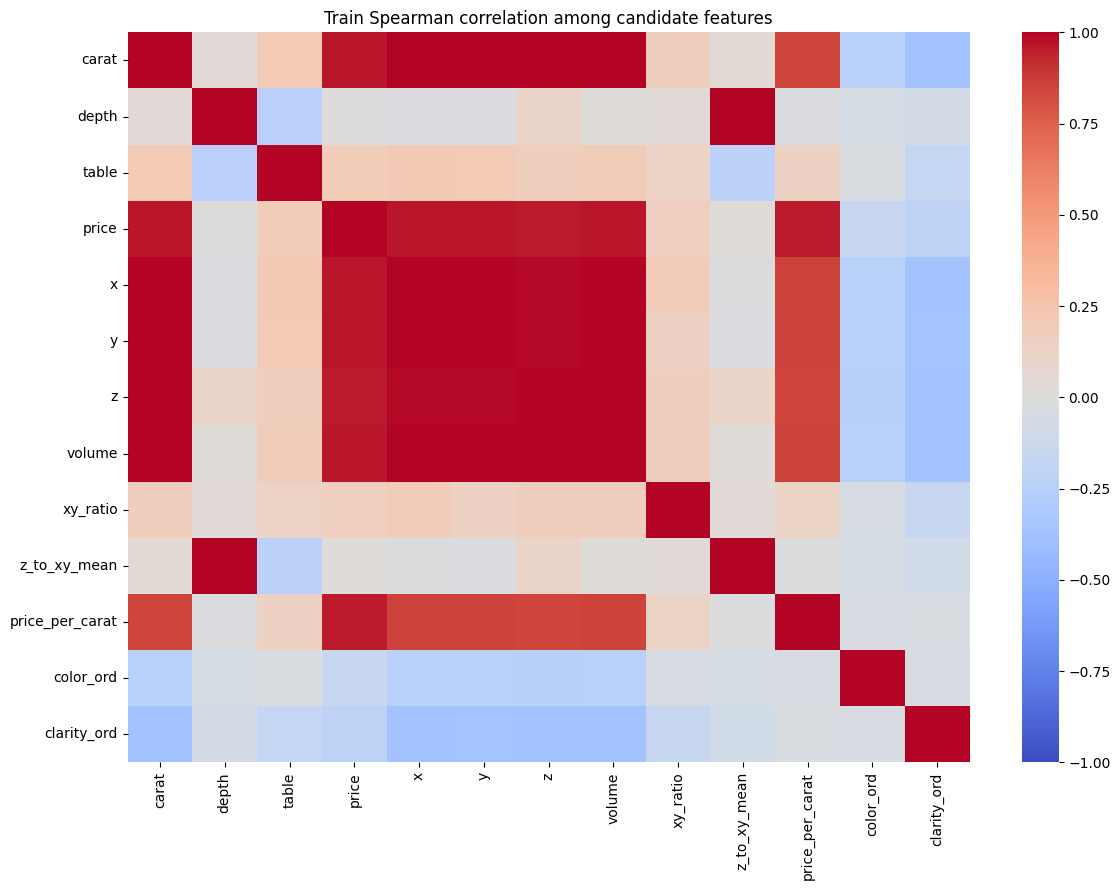 Train Spearman correlation among candidate features
carat
depth
table
price
x
y
z
volume
xy_ratio
z_to_xy_mean
price_per_carat
color_ord
clarity_ord
carat
depth
table
price
x
y
z
volume
xy_ratio
z_to_xy_mean
price_per_carat
color_ord
clarity_ord
1.00
0.75
0.50
0.25
0.00
−0.25
−0.50
−0.75
−1.00